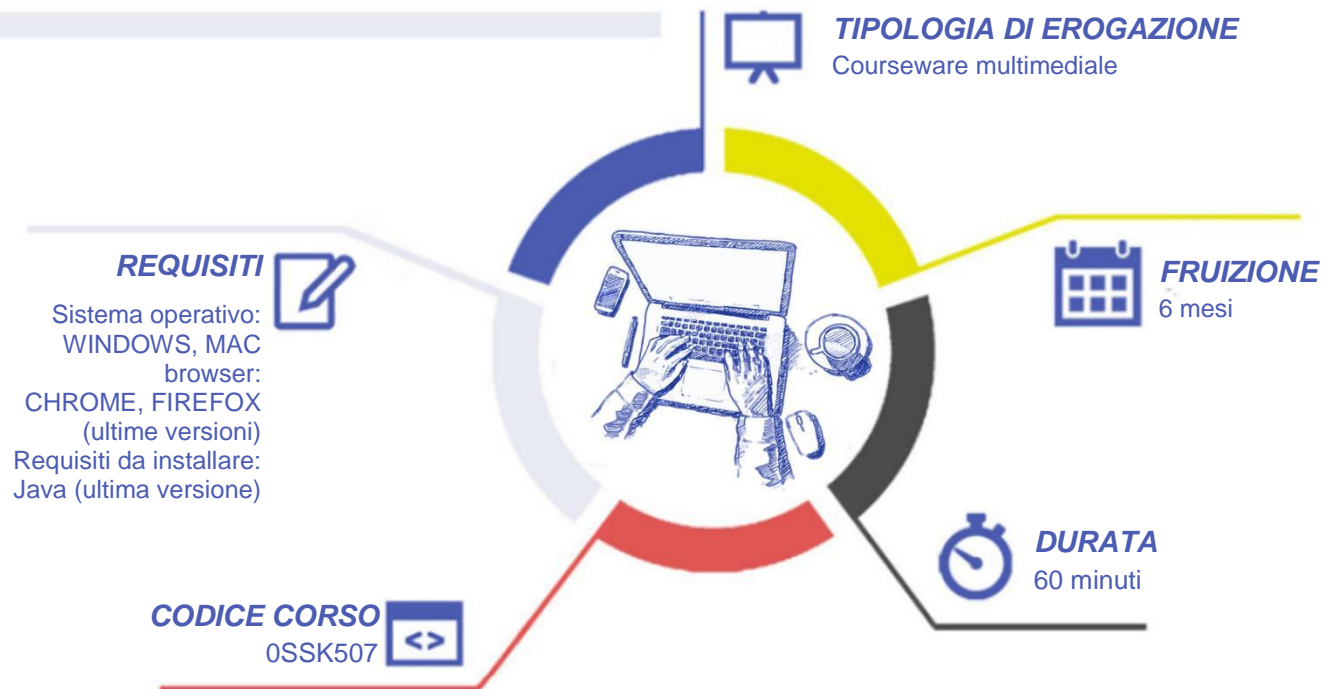 TIPOLOGIA DI EROGAZIONE
Courseware multimediale
REQUISITI
Sistema operativo:
WINDOWS, MAC
browser:
CHROME, FIREFOX
(ultime versioni)
Requisiti da installare:
Java (ultima versione)
FRUIZIONE
6 mesi
DURATA
60 minuti
CODICE CORSO
0SSK507
<>